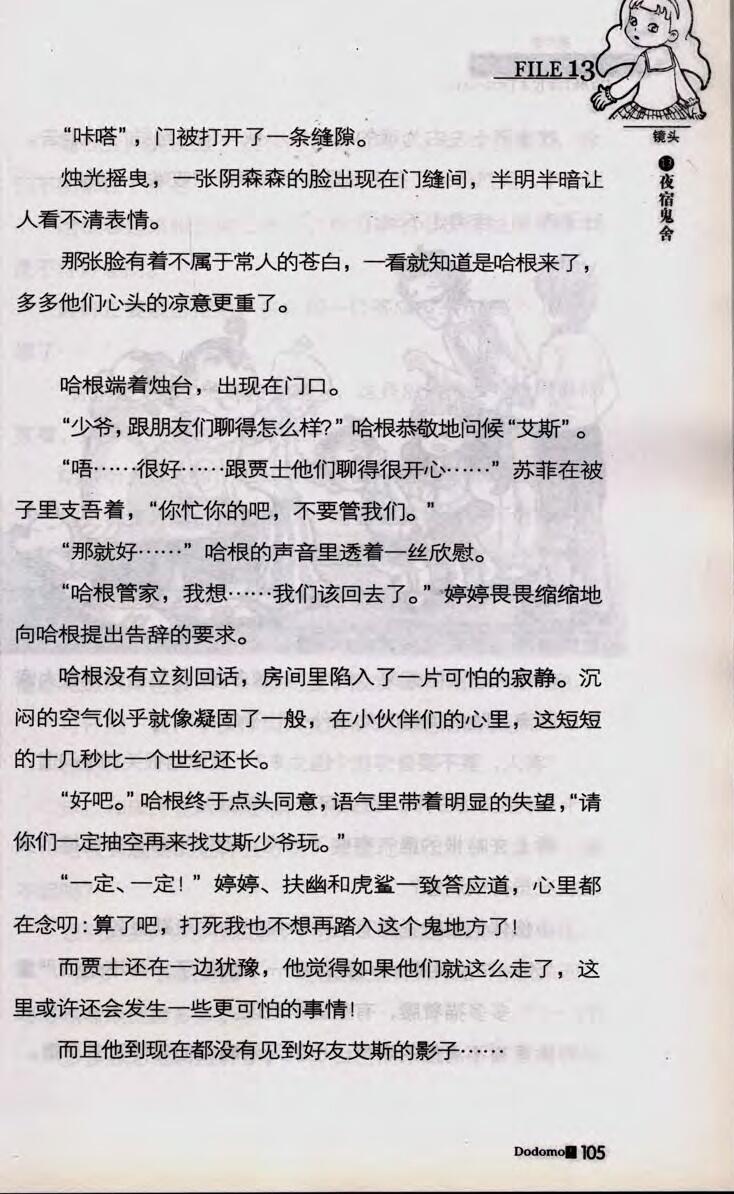 FILE 13
镜头
⓭夜宿鬼舍
“咔嗒”，门被打开了一条缝隙。
烛光摇曳，一张阴森森的脸出现在门缝间，半明半暗让
人看不清表情。
那张脸有着不属于常人的苍白，一看就知道是哈根来了，
多多他们心头的凉意更重了。
哈根端着烛台，出现在门口。
“少爷，跟朋友们聊得怎么样？”哈根恭敬地问候“艾斯”。
“唔……很好……跟贾士他们聊得很开心……”苏菲在被
子里支吾着，“你忙你的吧，不要管我们。”
“那就好……”哈根的声音里透着一丝欣慰。
“哈根管家，我想……我们该回去了。”婷婷畏畏缩缩地
向哈根提出告辞的要求。
哈根没有立刻回话，房间里陷入了一片可怕的寂静。沉
闷的空气似乎就像凝固了一般，在小伙伴们的心里，这短短
的十几秒比一个世纪还长。
“好吧。”哈根终于点头同意，语气里带着明显的失望，“请
你们一定抽空再来找艾斯少爷玩。”
“一定、一定！”婷婷、扶幽和虎鲨一致答应道，心里都
在念叨：算了吧，打死我也不想再踏入这个鬼地方了！
而贾士还在一边犹豫，他觉得如果他们就这么走了，这
里或许还会发生一些更可怕的事情！
而且他到现在都没有见到好友艾斯的影子……
Dodomo 105